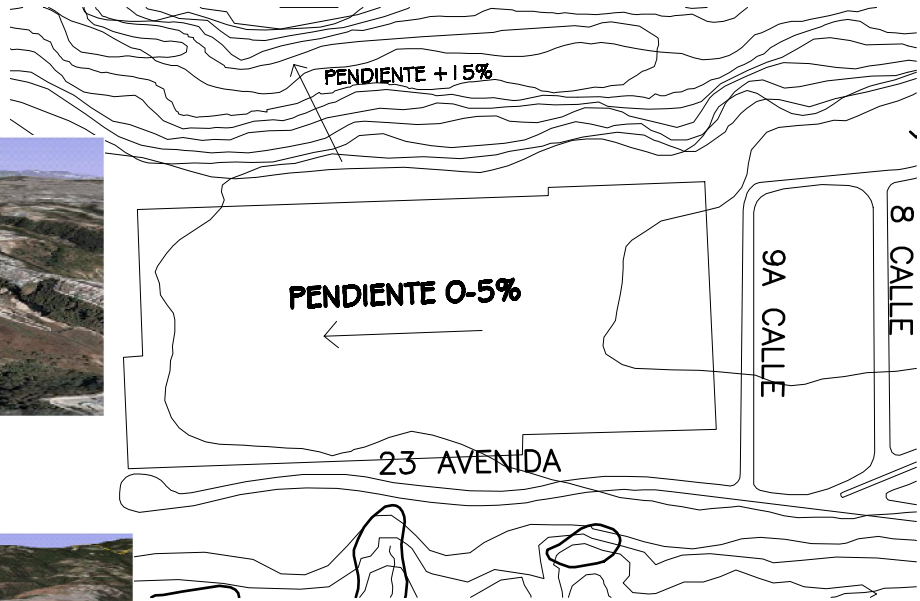 PENDIENTE +15%
PENDIENTE 0-5%
9A CALLE
8 CALLE
23 AVENIDA